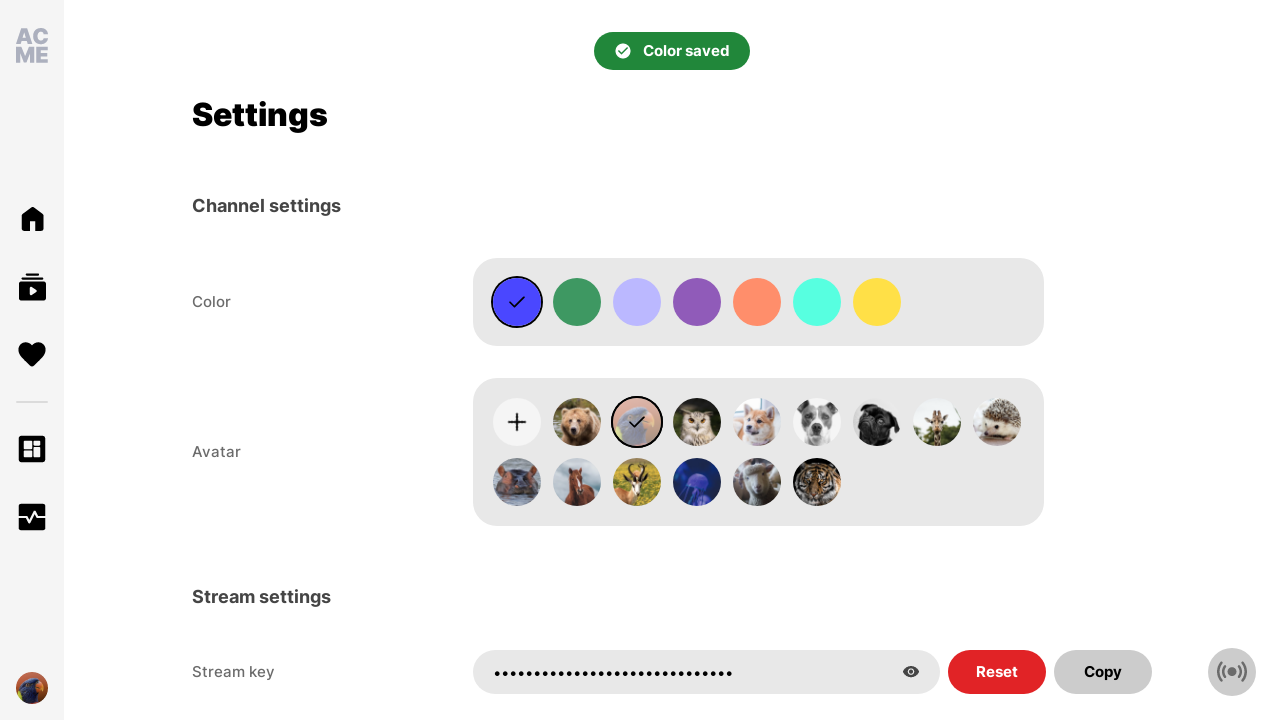 AC
ME
Color saved
Settings
Channel settings
Color
Avatar
Stream settings
Stream key
•••••••••••••••••••••••••••••• Reset Copy